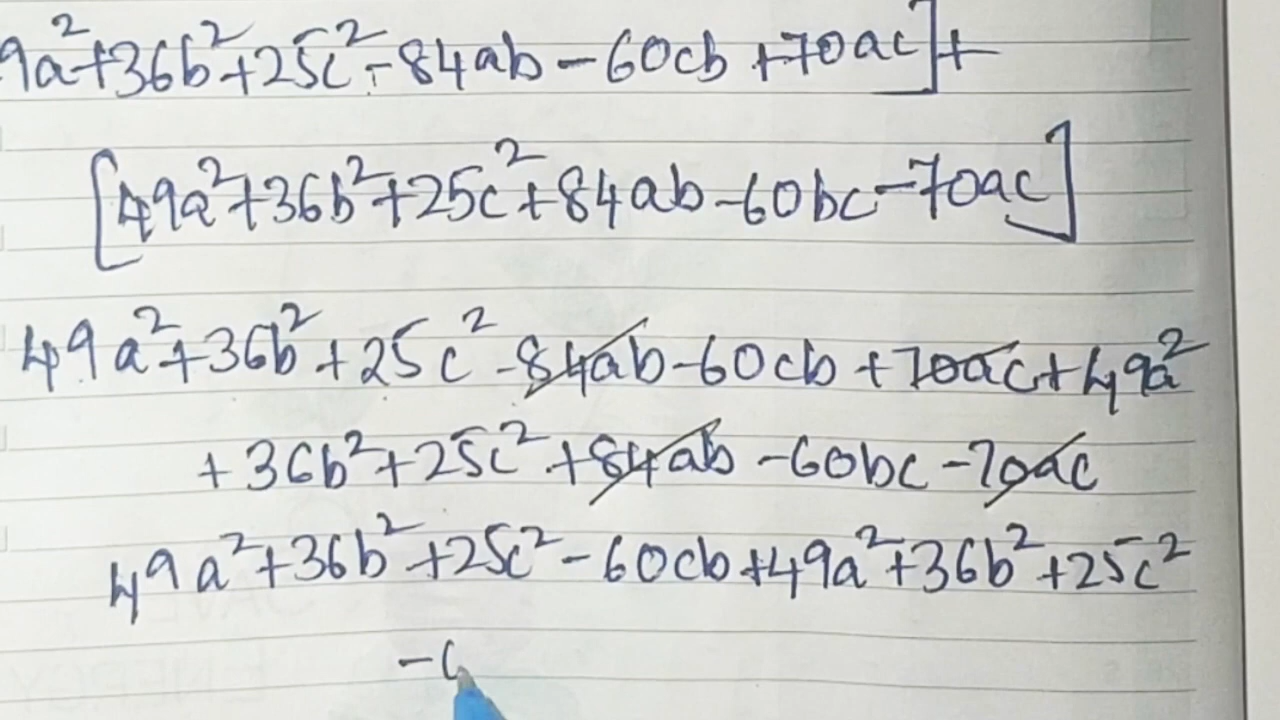 9a²+36b²+25c²-84ab-60cb+70ac]+
[49a²+36b²+25c²+84ab-60bc-70ac]
49a²+36b²+25c²-84ab-60cb+70ac+49a²
+36b²+25c²+84ab-60bc-70ac
49a²+36b²+25c²-60cb+49a²+36b²+25c²
-